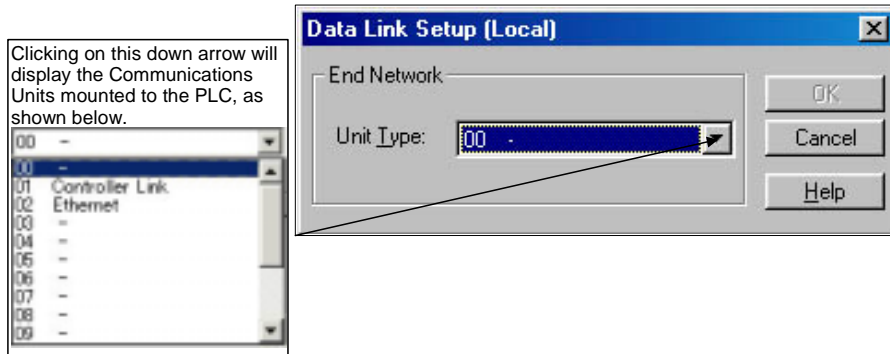 Clicking on this down arrow will
display the Communications
Units mounted to the PLC, as
shown below.
00 -
00 -
01 Controller Link
02 Ethernet
03 -
04 -
05 -
06 -
07 -
08 -
09 -
Data Link Setup (Local)
End Network
Unit Type: 00 -
OK
Cancel
Help